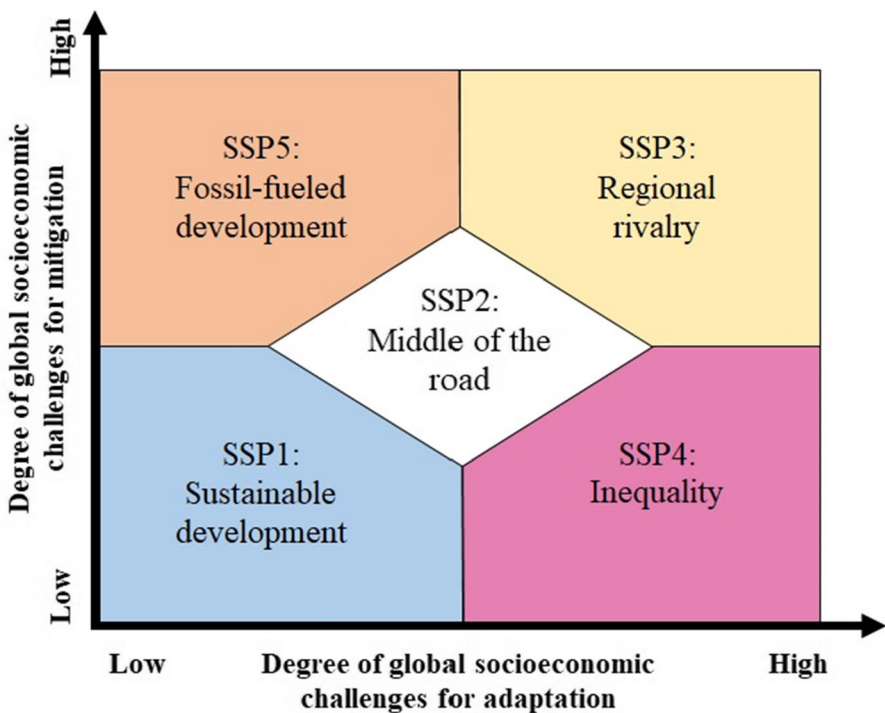 High
Degree of global socioeconomic
challenges for mitigation
Low
SSP5:
Fossil-fueled
development
SSP3:
Regional
rivalry
SSP2:
Middle of the
road
SSP1:
Sustainable
development
SSP4:
Inequality
Low
Degree of global socioeconomic
challenges for adaptation
High